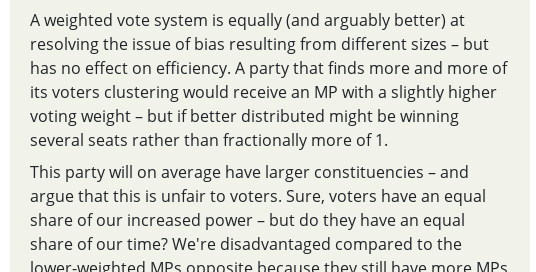 A weighted vote system is equally (and arguably better) at
resolving the issue of bias resulting from different sizes – but
has no effect on efficiency. A party that finds more and more of
its voters clustering would receive an MP with a slightly higher
voting weight – but if better distributed might be winning
several seats rather than fractionally more of 1.
This party will on average have larger constituencies – and
argue that this is unfair to voters. Sure, voters have an equal
share of our increased power – but do they have an equal
share of our time? We're disadvantaged compared to the
lower-weighted MPs opposite because they still have more MPs